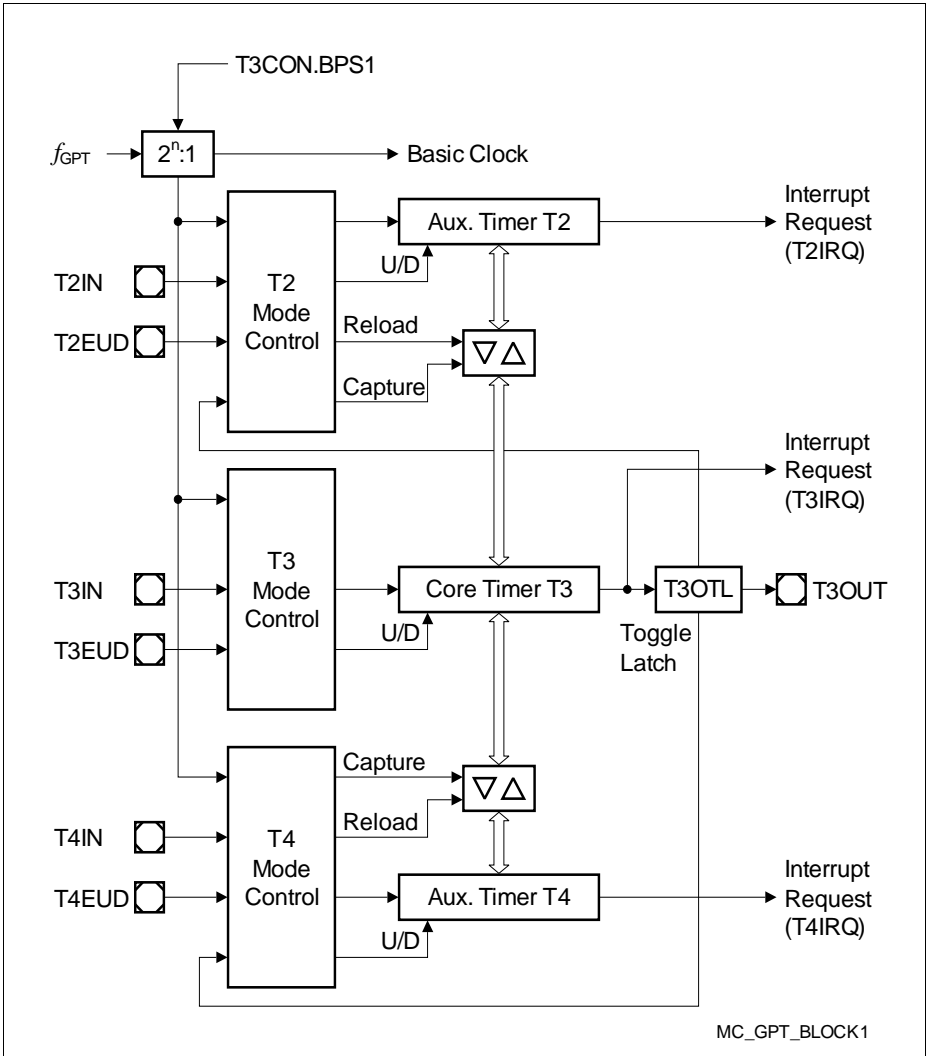 T3CON.BPS1
fGPT
2n:1
Basic Clock
Interrupt
Request
(T2IRQ)
Aux. Timer T2
U/D
T2IN
T2
Mode
Control
T2EUD
Reload
Capture
Interrupt
Request
(T3IRQ)
T3
Mode
Control
T3IN
Core Timer T3
T3OTL
T3OUT
T3EUD
U/D
Toggle
Latch
Capture
T4IN
Reload
T4
Mode
Control
T4EUD
Aux. Timer T4
U/D
Interrupt
Request
(T4IRQ)
MC_GPT_BLOCK1